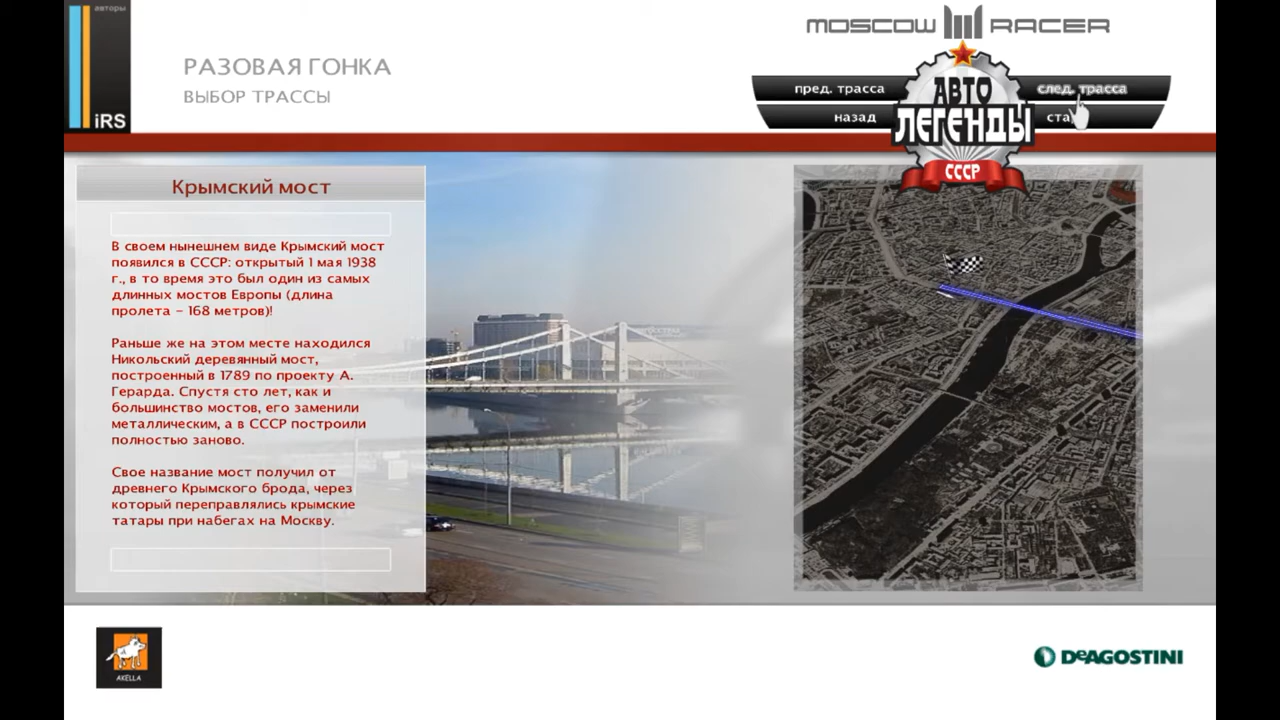 авторы
iRS
РАЗОВАЯ ГОНКА
ВЫБОР ТРАССЫ
MOSCOW RACER
пред. трасса
след. трасса
назад
ста
АВТО
ЛЕГЕНДЫ
СССР
Крымский мост
В своем нынешнем виде Крымский мост
появился в СССР: открытый 1 мая 1938
г., в то время это был один из самых
длинных мостов Европы (длина
пролета - 168 метров)!
Раньше же на этом месте находился
Никольский деревянный мост,
построенный в 1789 по проекту А.
Герарда. Спустя сто лет, как и
большинство мостов, его заменили
металлическим, а в СССР построили
полностью заново.
Свое название мост получил от
древнего Крымского брода, через
который переправлялись крымские
татары при набегах на Москву.
AKELLA
DeAGOSTINI